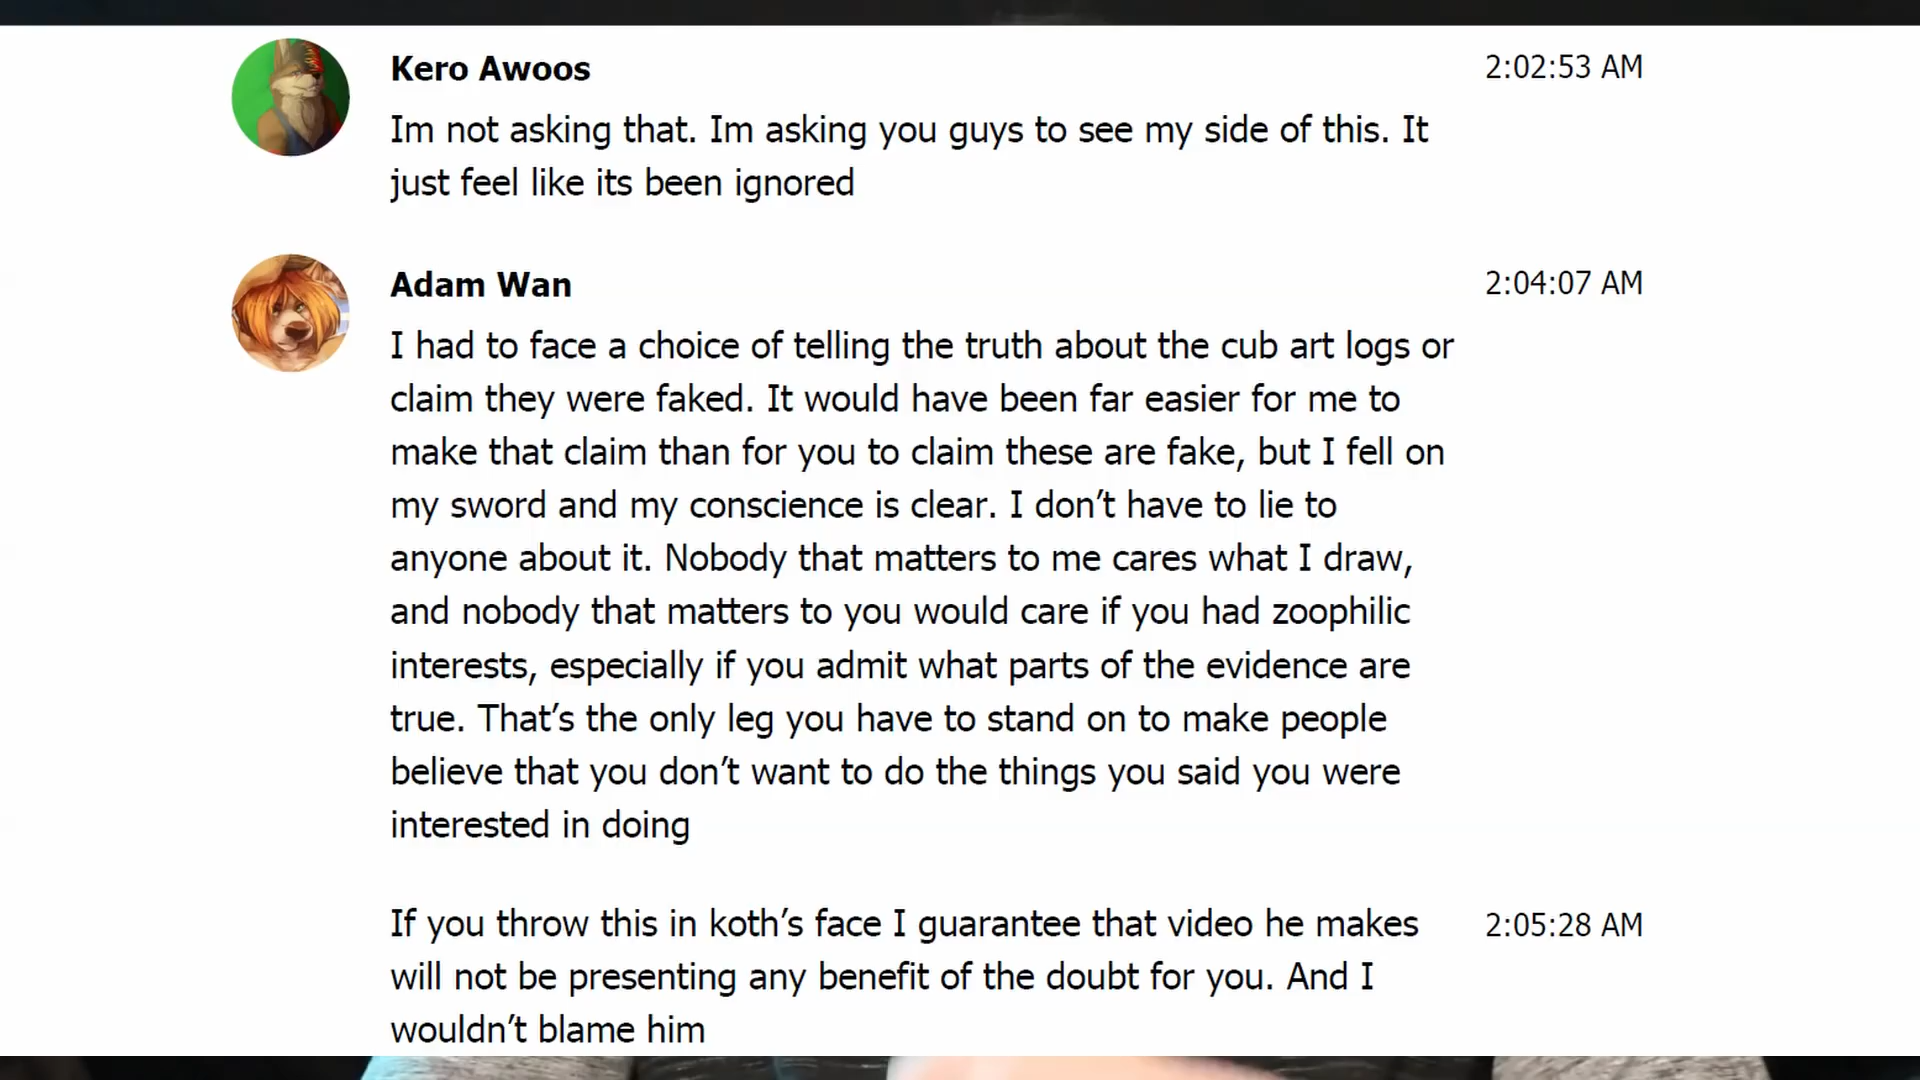 Kero Awoos
2:02:53 AM
Im not asking that. Im asking you guys to see my side of this. It
just feel like its been ignored
Adam Wan
2:04:07 AM
I had to face a choice of telling the truth about the cub art logs or
claim they were faked. It would have been far easier for me to
make that claim than for you to claim these are fake, but I fell on
my sword and my conscience is clear. I don’t have to lie to
anyone about it. Nobody that matters to me cares what I draw,
and nobody that matters to you would care if you had zoophilic
interests, especially if you admit what parts of the evidence are
true. That’s the only leg you have to stand on to make people
believe that you don’t want to do the things you said you were
interested in doing
If you throw this in koth’s face I guarantee that video he makes
2:05:28 AM
will not be presenting any benefit of the doubt for you. And I
wouldn’t blame him